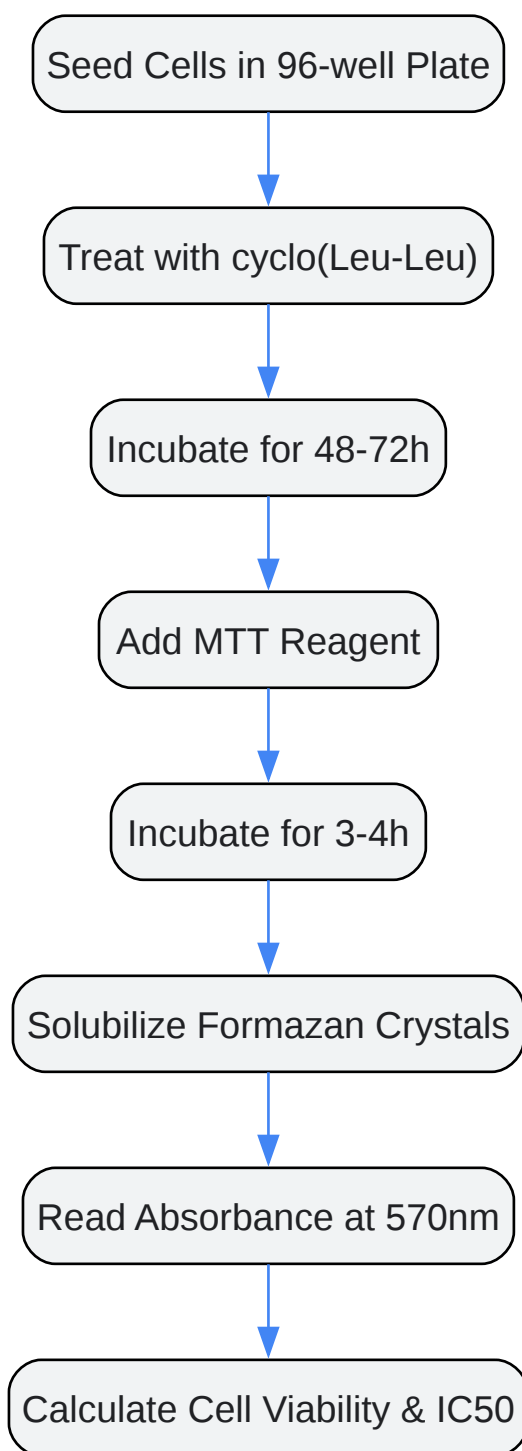 Seed Cells in 96-well Plate
Treat with cyclo(Leu-Leu)
Incubate for 48-72h
Add MTT Reagent
Incubate for 3-4h
Solubilize Formazan Crystals
Read Absorbance at 570nm
Calculate Cell Viability & IC50